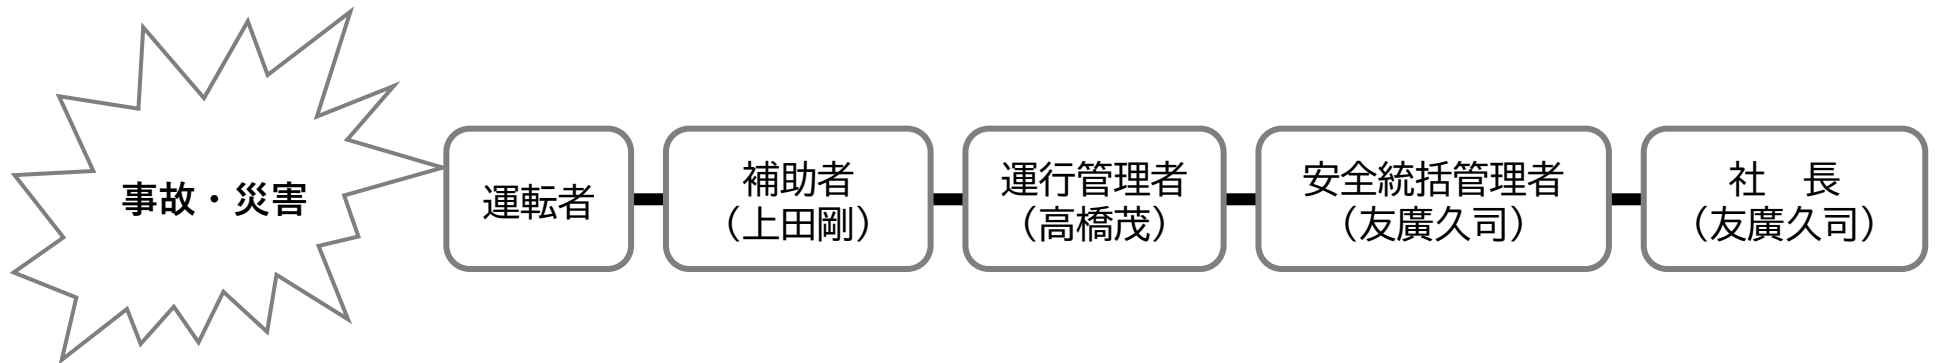 事故・災害
運転者
補助者
（上田剛）
運行管理者
（高橋茂）
安全統括管理者
（友廣久司）
社　長
（友廣久司）